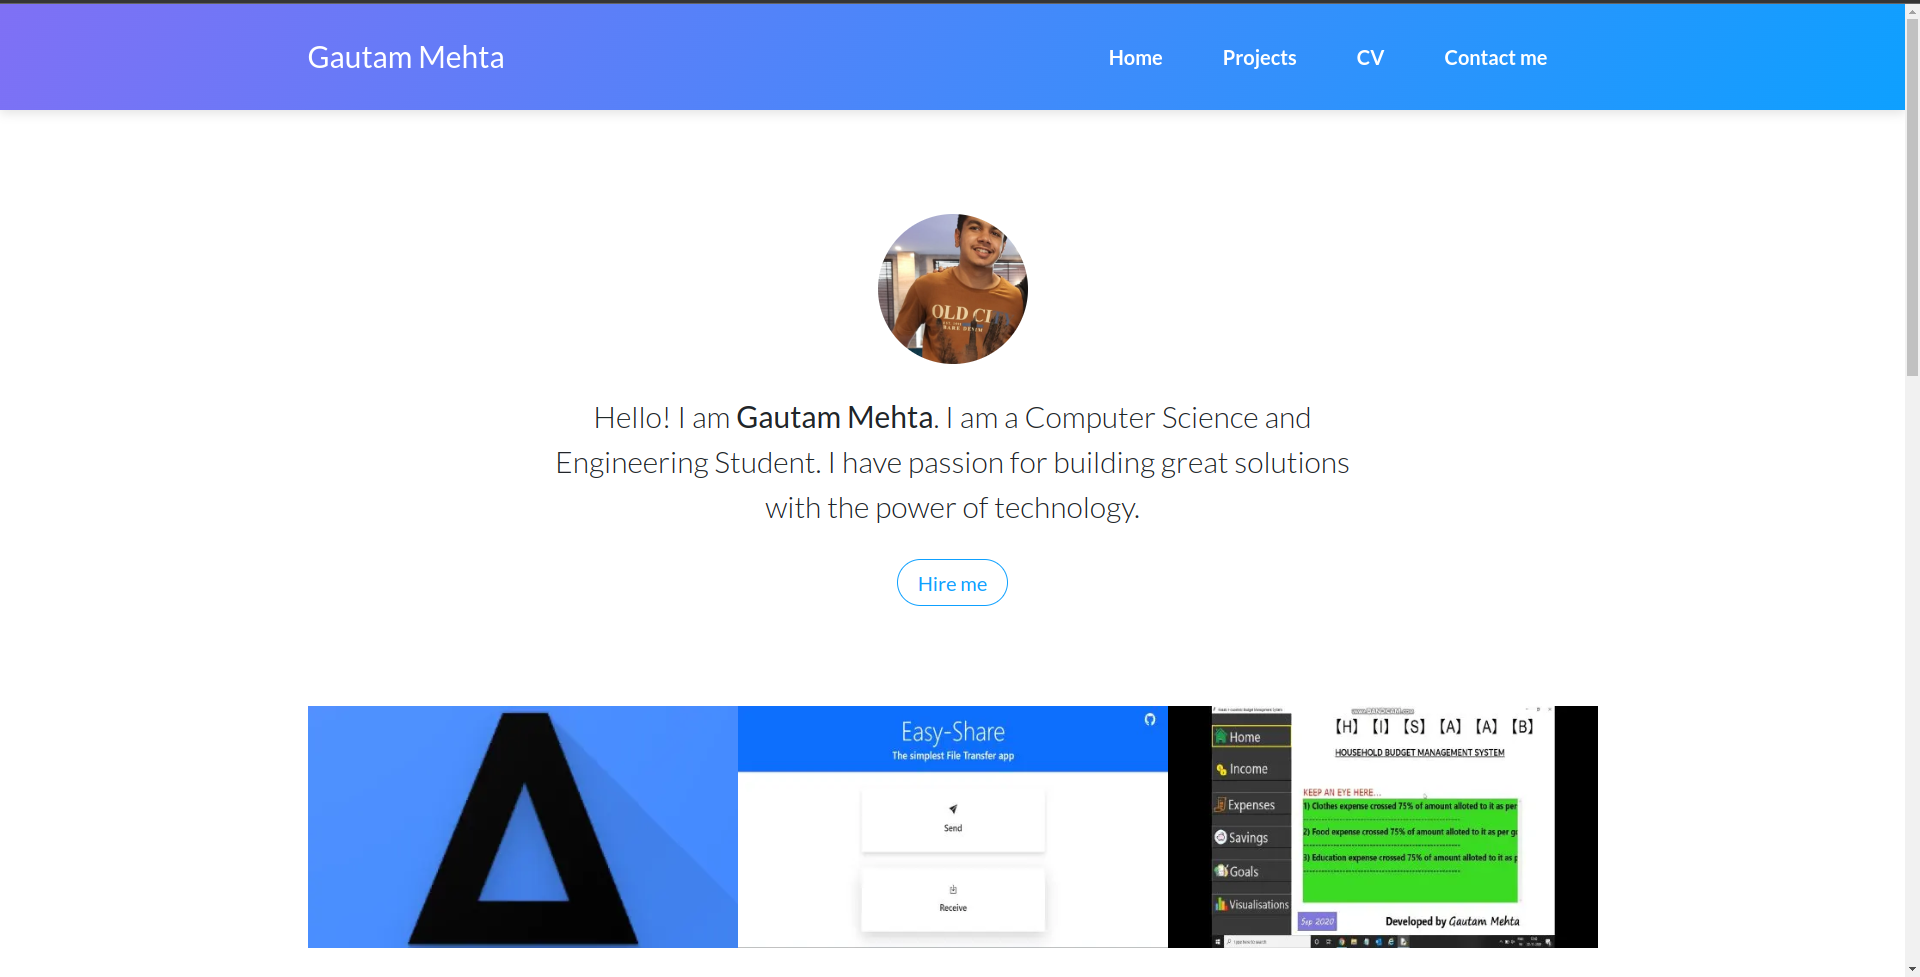 Gautam Mehta
Home Projects CV Contact me
OLD CI
Hello! I am Gautam Mehta. I am a Computer Science and
Engineering Student. I have passion for building great solutions
with the power of technology.
Hire me
Easy-Share
The simplest File Transfer app
Send
Receive
【H】【I】【S】【A】【A】【B】
HOUSEHOLD BUDGET MANAGEMENT SYSTEM
Home
Income
Expenses
Savings
Goals
Visualisations
KEEP AN EYE HERE...
1) Clothes expense crossed 75% of amount alloted to it as per
2) Food expense crossed 75% of amount alloted to it as per g
3) Education expense crossed 75% of amount alloted to it as p
Sep 2020
Developed by Gautam Mehta